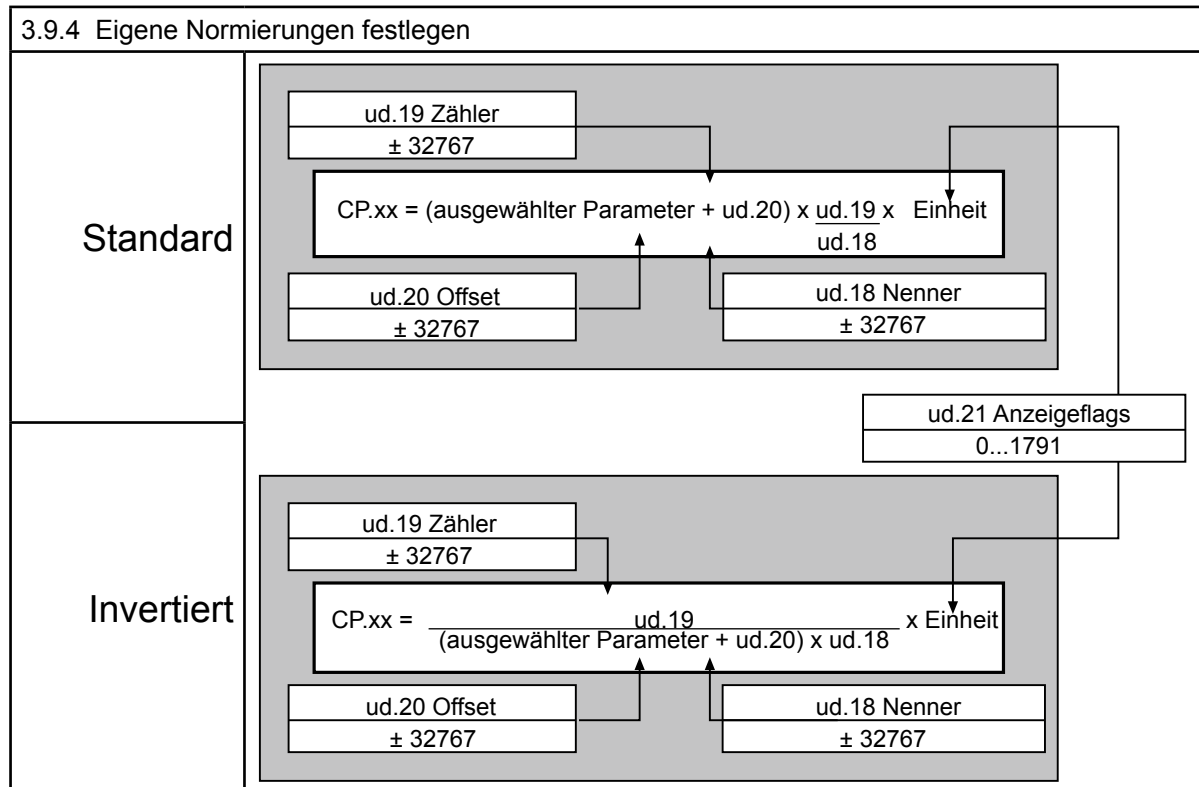 3.9.4 Eigene Normierungen festlegen
Standard
ud.19 Zähler
± 32767
CP.xx = (ausgewählter Parameter + ud.20) x ud.19 x Einheit
ud.18
ud.20 Offset
± 32767
ud.18 Nenner
± 32767
ud.21 Anzeigeflags
0...1791
Invertiert
ud.19 Zähler
± 32767
CP.xx = ud.19 x Einheit
(ausgewählter Parameter + ud.20) x ud.18
ud.20 Offset
± 32767
ud.18 Nenner
± 32767